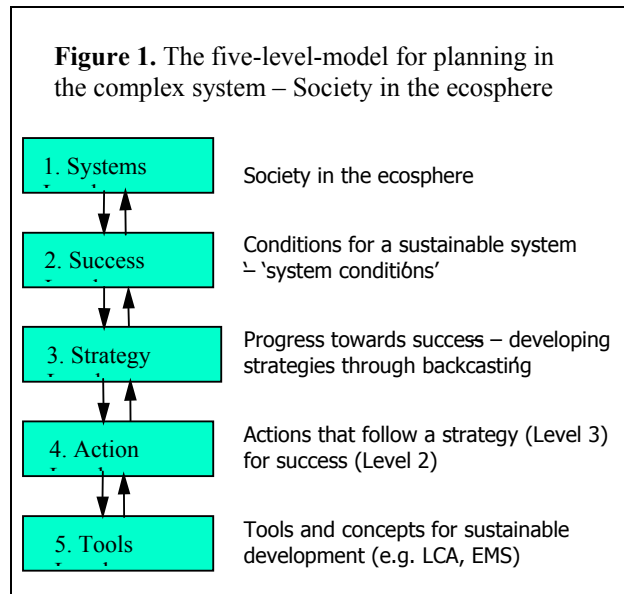 Figure 1. The five-level-model for planning in
the complex system – Society in the ecosphere
1. Systems
Society in the ecosphere
2. Success
Conditions for a sustainable system
– 'system conditions'
3. Strategy
Progress towards success – developing
strategies through backcasting
4. Action
Actions that follow a strategy (Level 3)
for success (Level 2)
5. Tools
Tools and concepts for sustainable
development (e.g. LCA, EMS)